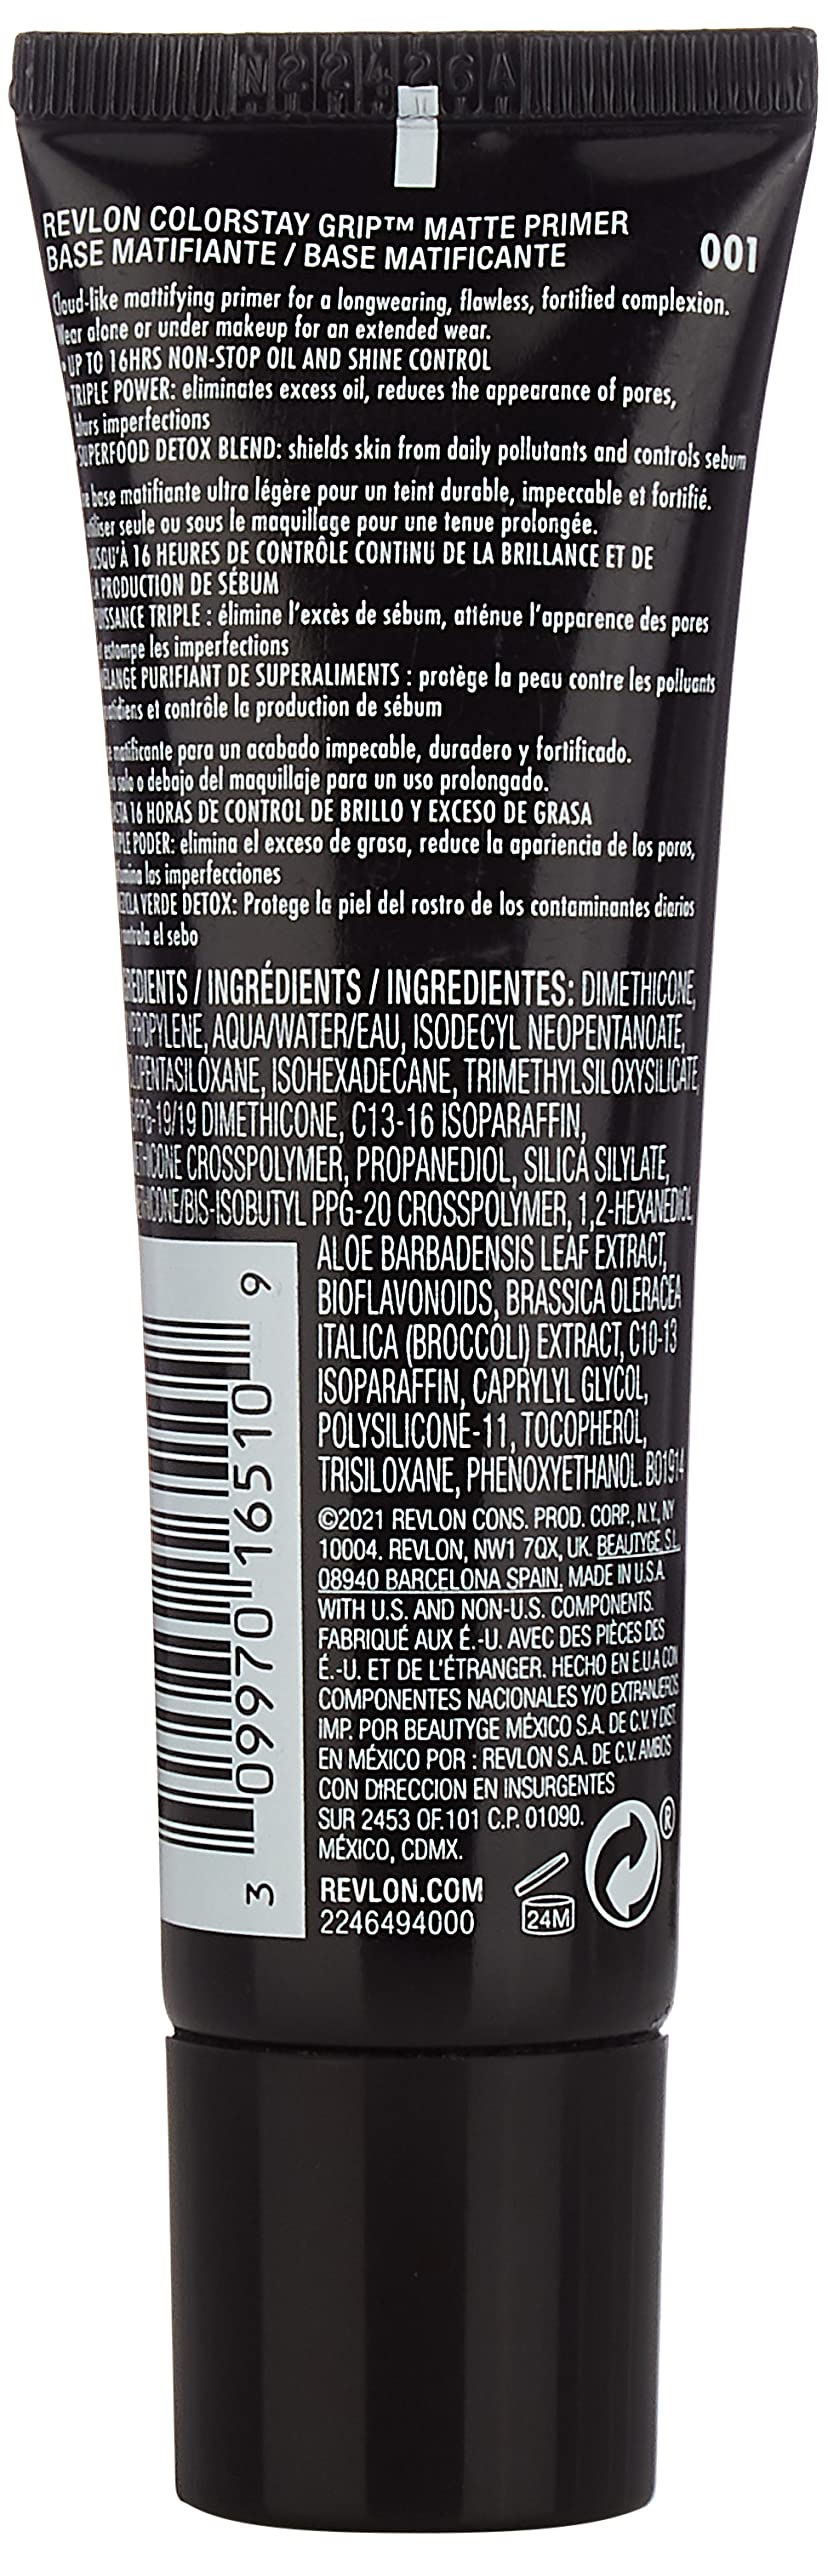 N22426A
REVLON COLORSTAY GRIP™ MATTE PRIMER
BASE MATIFIANTE / BASE MATIFICANTE
001
Cloud-like mattifying primer for a longwearing, flawless, fortified complexion.
Wear alone or under makeup for an extended wear.
•UP TO 16HRS NON-STOP OIL AND SHINE CONTROL
•TRIPLE POWER: eliminates excess oil, reduces the appearance of pores,
blurs imperfections
SUPERFOOD DETOX BLEND: shields skin from daily pollutants and controls sebum
base matifiante ultra légère pour un teint durable, impeccable et fortifié.
seule ou sous le maquillage pour une tenue prolongée.
16 HEURES DE CONTRÔLE CONTINU DE LA BRILLANCE ET DE
PRODUCTION DE SÉBUM
TRIPLE : élimine l'excès de sébum, atténue l'apparence des pores
estompe les imperfections
PURIFIANT DE SUPERALIMENTS : protège la peau contre les polluants
et contrôle la production de sébum
para un acabado impecable, duradero y fortificado.
o debajo del maquillaje para un uso prolongado.
16 HORAS DE CONTROL DE BRILLO Y EXCESO DE GRASA
PODER: elimina el exceso de grasa, reduce la apariencia de los poros,
las imperfecciones
VERDE DETOX: Protege la piel del rostro de los contaminantes diarios
el sebo
/ INGRÉDIENTS / INGREDIENTES: DIMETHICONE,
AQUA/WATER/EAU, ISODECYL NEOPENTANOATE,
ISOHEXADECANE, TRIMETHYLSILOXYSILICATE,
DIMETHICONE, C13-16 ISOPARAFFIN,
CROSSPOLYMER, PROPANEDIOL, SILICA SILYLATE,
PPG-20 CROSSPOLYMER, 1,2-HEXANEDIOL,
ALOE BARBADENSIS LEAF EXTRACT,
BIOFLAVONOIDS, BRASSICA OLERACEA
ITALICA (BROCCOLI) EXTRACT, C10-13
ISOPARAFFIN, CAPRYLYL GLYCOL,
POLYSILICONE-11, TOCOPHEROL,
TRISILOXANE, PHENOXYETHANOL. B01914
©2021 REVLON CONS. PROD. CORP., N.Y., NY
10004. REVLON, NW1 7QX, UK. BEAUTYGE S.L.
08940 BARCELONA SPAIN. MADE IN U.S.A.
WITH U.S. AND NON-U.S. COMPONENTS.
FABRIQUÉ AUX É.-U. AVEC DES PIÈCES DES
É.-U. ET DE L'ÉTRANGER. HECHO EN E.U.A CON
COMPONENTES NACIONALES Y/O EXTRANJEROS
IMP. POR BEAUTYGE MÉXICO S.A. DE C.V. Y DIST.
EN MÉXICO POR : REVLON S.A. DE C.V. AMBOS
CON DIRECCION EN INSURGENTES
SUR 2453 OF.101 C.P. 01090.
MÉXICO, CDMX.
REVLON.COM
2246494000
24M
®
3 09970 16510 9